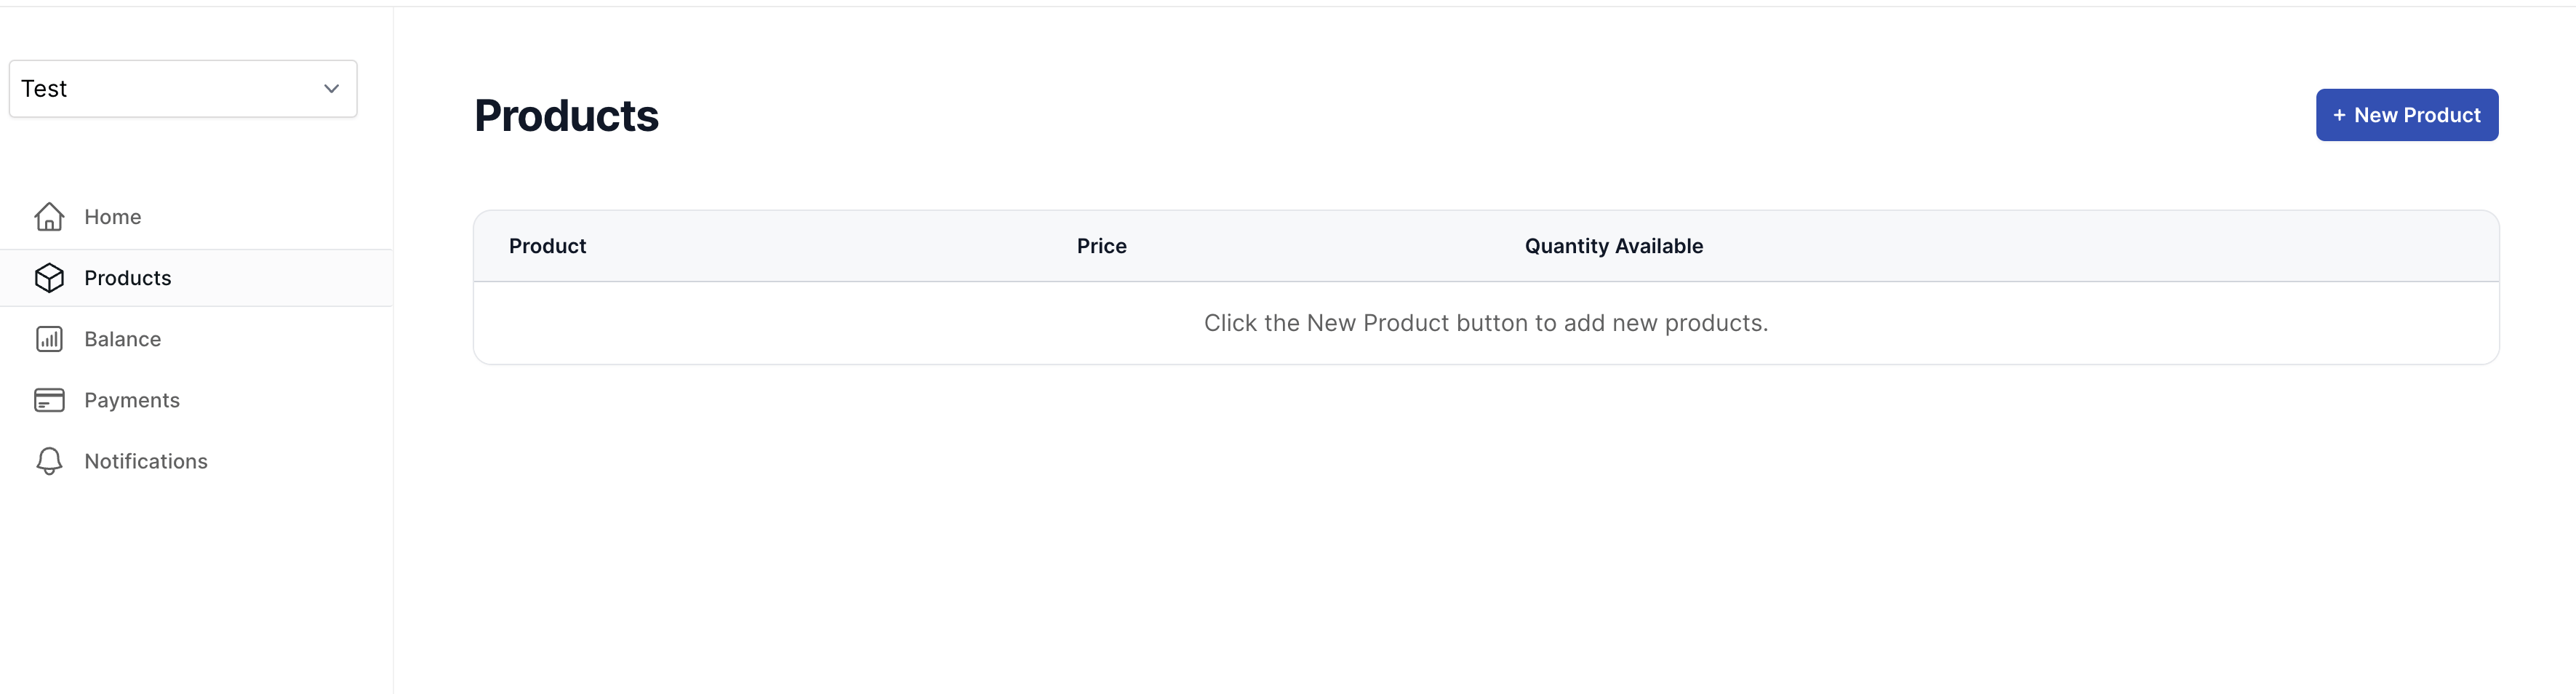 Test
Home
Products
Balance
Payments
Notifications
Products
+ New Product
Product Price Quantity Available
Click the New Product button to add new products.